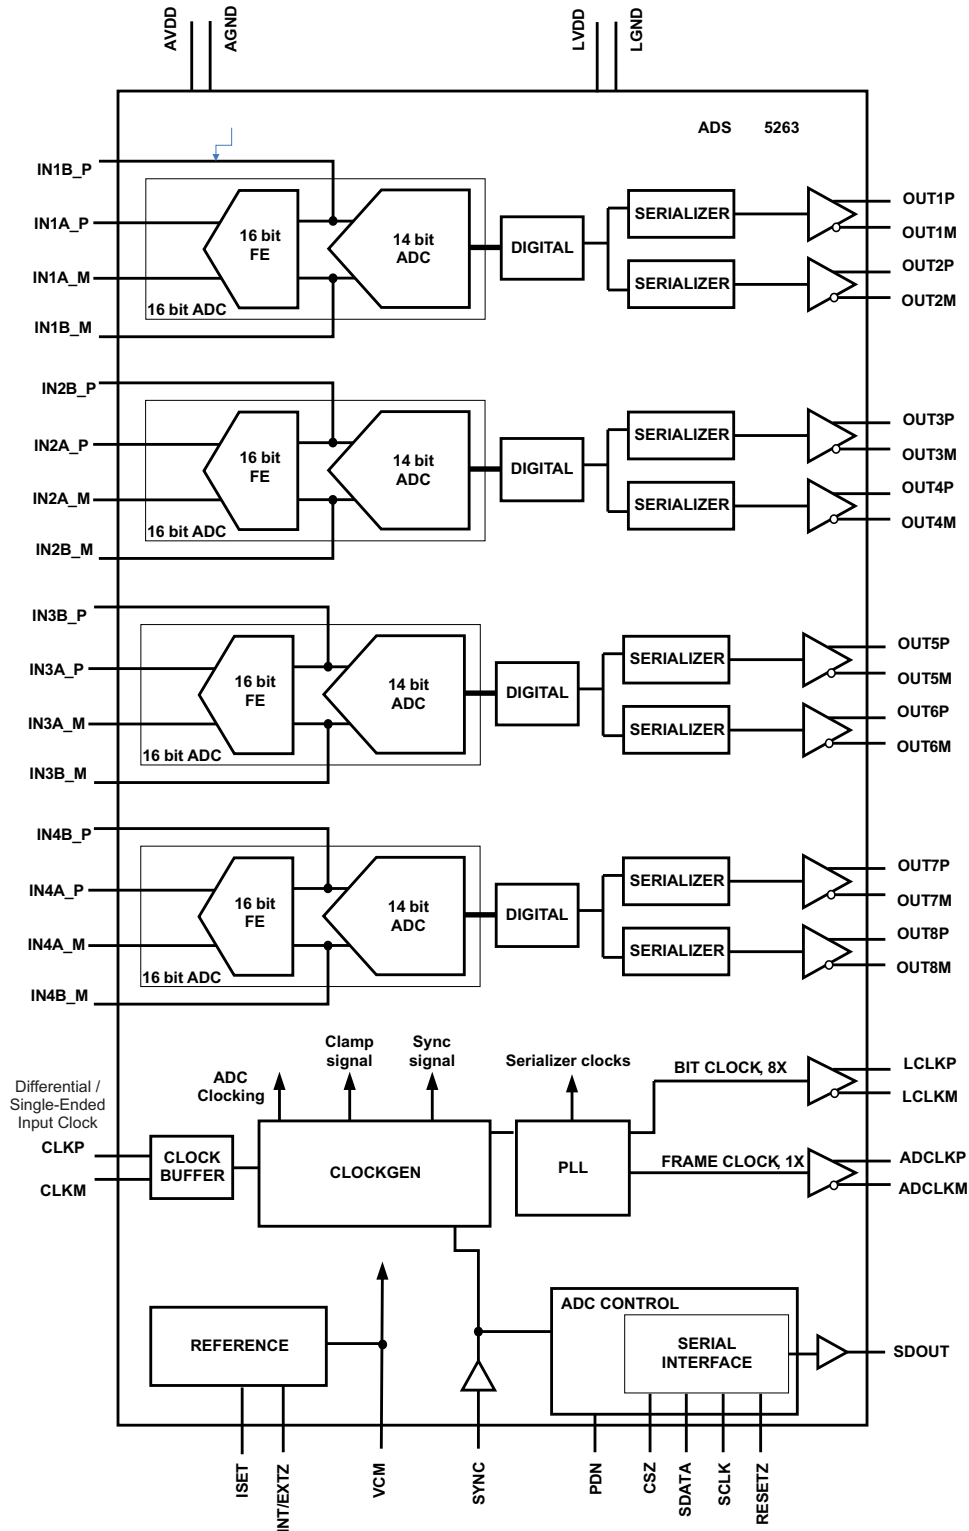 AVDD
AGND
LVDD
LGND
ADS 5263
IN1B_P
IN1A_P
IN1A_M
IN1B_M
16 bit
FE
14 bit
ADC
16 bit ADC
DIGITAL
SERIALIZER
SERIALIZER
OUT1P
OUT1M
OUT2P
OUT2M
IN2B_P
IN2A_P
IN2A_M
IN2B_M
16 bit
FE
14 bit
ADC
16 bit ADC
DIGITAL
SERIALIZER
SERIALIZER
OUT3P
OUT3M
OUT4P
OUT4M
IN3B_P
IN3A_P
IN3A_M
IN3B_M
16 bit
FE
14 bit
ADC
16 bit ADC
DIGITAL
SERIALIZER
SERIALIZER
OUT5P
OUT5M
OUT6P
OUT6M
IN4B_P
IN4A_P
IN4A_M
IN4B_M
16 bit
FE
14 bit
ADC
16 bit ADC
DIGITAL
SERIALIZER
SERIALIZER
OUT7P
OUT7M
OUT8P
OUT8M
Differential /
Single-Ended
Input Clock
CLKP
CLKM
CLOCK
BUFFER
ADC
Clocking
Clamp
signal
Sync
signal
CLOCKGEN
Serializer clocks
PLL
BIT CLOCK, 8X
FRAME CLOCK, 1X
LCLKP
LCLKM
ADCLKP
ADCLKM
REFERENCE
ADC CONTROL
SERIAL
INTERFACE
SDOUT
ISET
INT/EXTZ
VCM
SYNC
PDN
CSZ
SDATA
SCLK
RESETZ